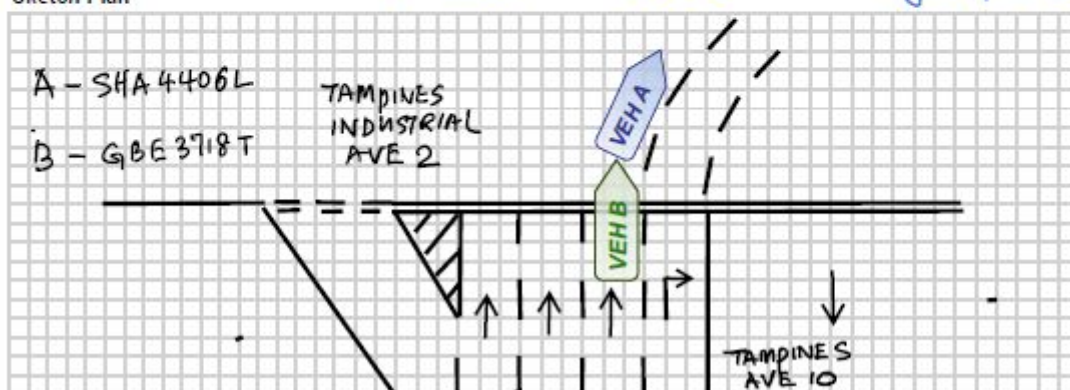 Sketch Plan
A - SHA 4406L
B - GBE 3718T
TAMPINES
INDUSTRIAL
AVE 2
VEH A
VEH B
TAMPINES
AVE 10